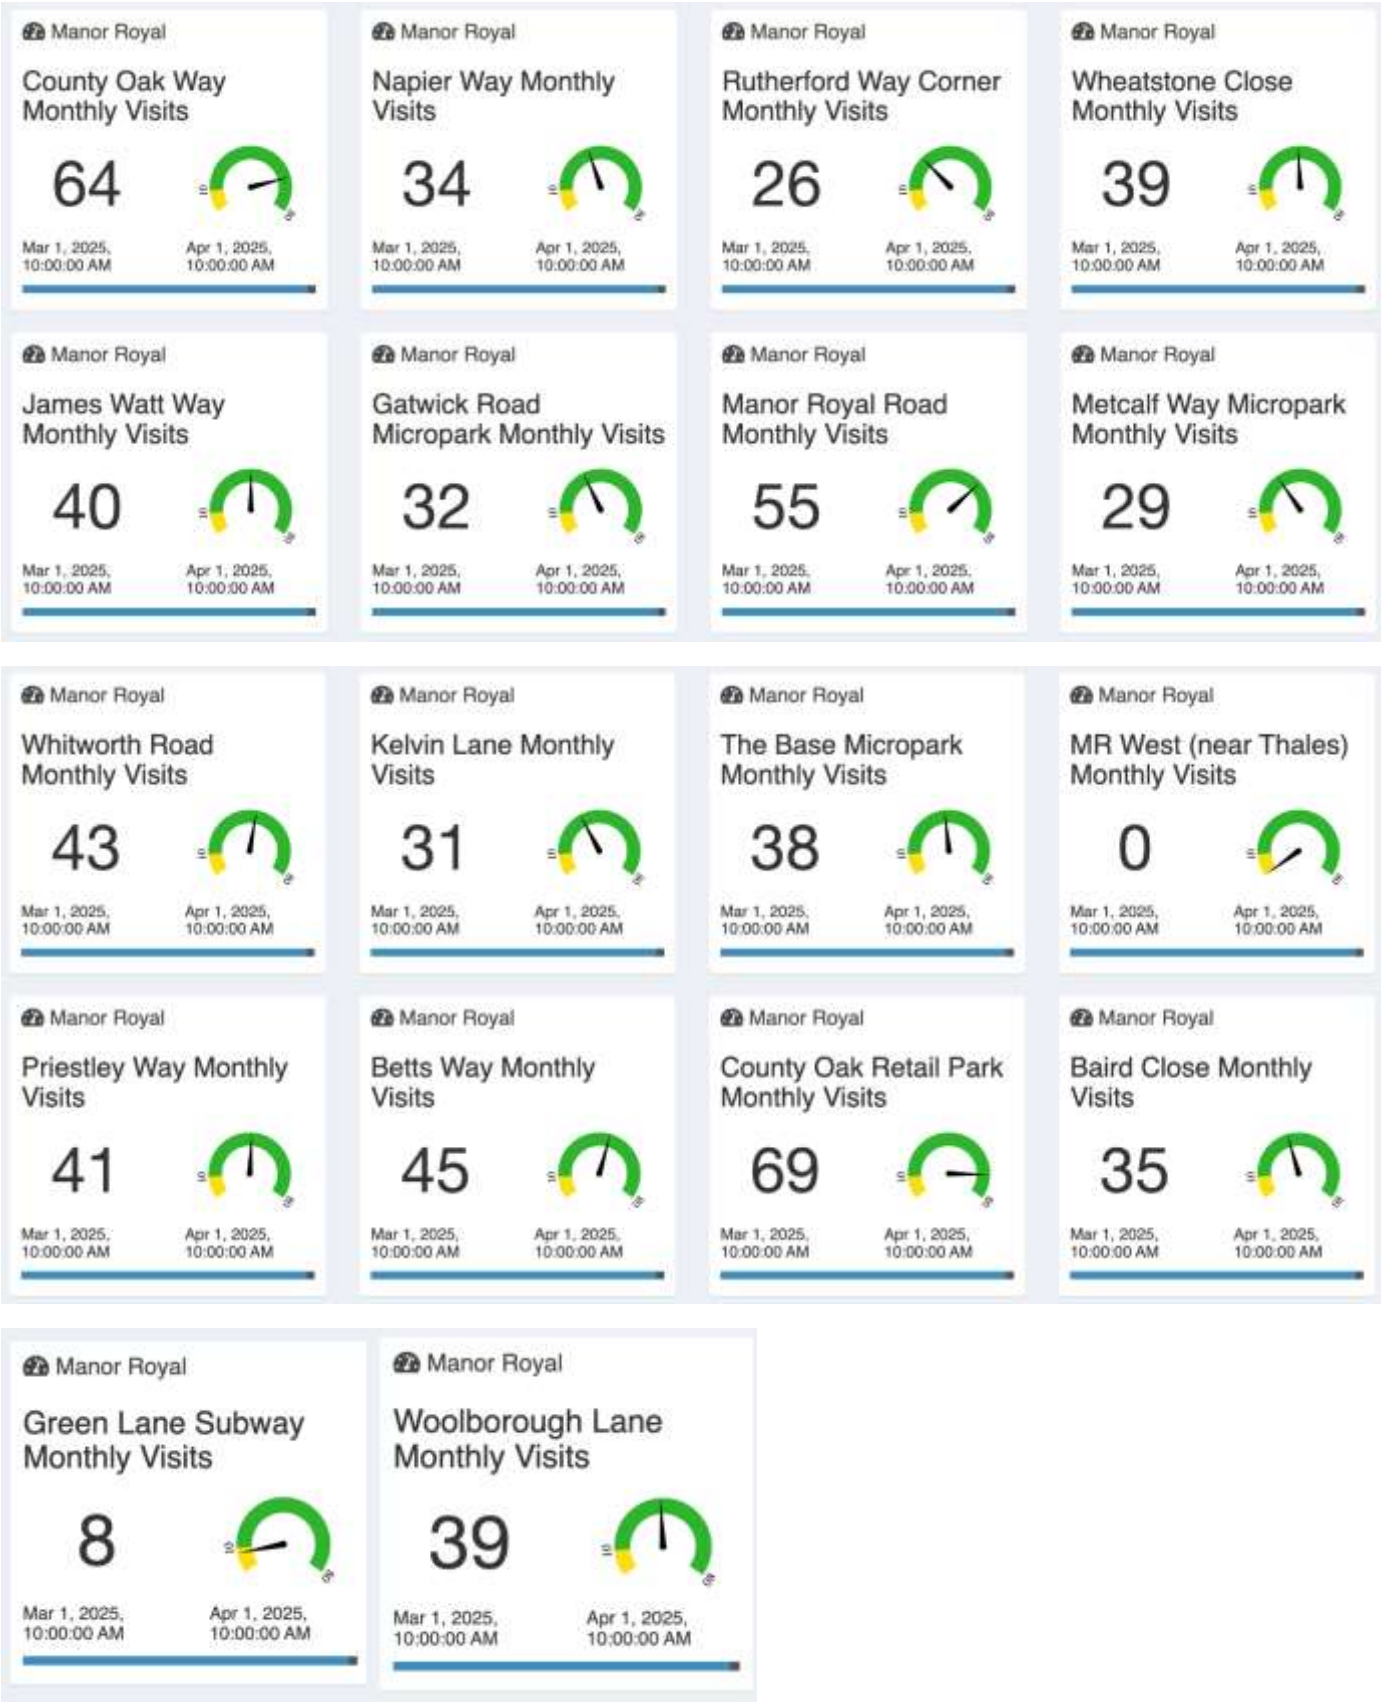 Manor Royal
County Oak Way
Monthly Visits
64
10
Mar 1, 2025,
10:00:00 AM
Apr 1, 2025,
10:00:00 AM
Manor Royal
Napier Way Monthly
Visits
34
10
Mar 1, 2025,
10:00:00 AM
Apr 1, 2025,
10:00:00 AM
Manor Royal
Rutherford Way Corner
Monthly Visits
26
10
Mar 1, 2025,
10:00:00 AM
Apr 1, 2025,
10:00:00 AM
Manor Royal
Wheatstone Close
Monthly Visits
39
10
Mar 1, 2025,
10:00:00 AM
Apr 1, 2025,
10:00:00 AM
Manor Royal
James Watt Way
Monthly Visits
40
10
Mar 1, 2025,
10:00:00 AM
Apr 1, 2025,
10:00:00 AM
Manor Royal
Gatwick Road
Micropark Monthly Visits
32
10
Mar 1, 2025,
10:00:00 AM
Apr 1, 2025,
10:00:00 AM
Manor Royal
Manor Royal Road
Monthly Visits
55
10
Mar 1, 2025,
10:00:00 AM
Apr 1, 2025,
10:00:00 AM
Manor Royal
Metcalf Way Micropark
Monthly Visits
29
10
Mar 1, 2025,
10:00:00 AM
Apr 1, 2025,
10:00:00 AM
Manor Royal
Whitworth Road
Monthly Visits
43
10
Mar 1, 2025,
10:00:00 AM
Apr 1, 2025,
10:00:00 AM
Manor Royal
Kelvin Lane Monthly
Visits
31
10
Mar 1, 2025,
10:00:00 AM
Apr 1, 2025,
10:00:00 AM
Manor Royal
The Base Micropark
Monthly Visits
38
10
Mar 1, 2025,
10:00:00 AM
Apr 1, 2025,
10:00:00 AM
Manor Royal
MR West (near Thales)
Monthly Visits
0
10
Mar 1, 2025,
10:00:00 AM
Apr 1, 2025,
10:00:00 AM
Manor Royal
Priestley Way Monthly
Visits
41
10
Mar 1, 2025,
10:00:00 AM
Apr 1, 2025,
10:00:00 AM
Manor Royal
Betts Way Monthly
Visits
45
10
Mar 1, 2025,
10:00:00 AM
Apr 1, 2025,
10:00:00 AM
Manor Royal
County Oak Retail Park
Monthly Visits
69
10
Mar 1, 2025,
10:00:00 AM
Apr 1, 2025,
10:00:00 AM
Manor Royal
Baird Close Monthly
Visits
35
10
Mar 1, 2025,
10:00:00 AM
Apr 1, 2025,
10:00:00 AM
Manor Royal
Green Lane Subway
Monthly Visits
8
10
Mar 1, 2025,
10:00:00 AM
Apr 1, 2025,
10:00:00 AM
Manor Royal
Woolborough Lane
Monthly Visits
39
10
Mar 1, 2025,
10:00:00 AM
Apr 1, 2025,
10:00:00 AM